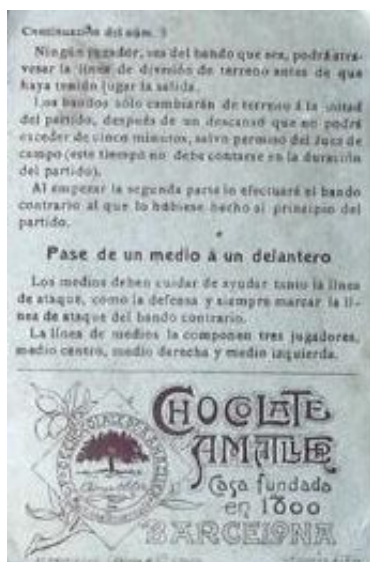 Continuación del núm. 3
Ningún jugador, sea del bando que sea, podrá atra-
vesar la línea de división de terreno antes de que
haya tenido lugar la salida.
Los bandos sólo cambiarán de terreno á la mitad
del partido, después de un descanso que no podrá
exceder de cinco minutos, salvo permiso del Juez de
campo (este tiempo no debe contarse en la duración
del partido).
Al empezar la segunda parte lo efectuará el bando
contrario al que lo hubiese hecho al principio del
partido.
Pase de un medio á un delantero
Los medios deben cuidar de ayudar tanto la línea
de ataque, como la defensa y siempre marcar la lí-
nea de ataque del bando contrario.
La línea de medios la componen tres jugadores,
medio centro, medio derecha y medio izquierda.
CHOCOLATE
AMATLLER
Casa fundada
en 1800
BARCELONA